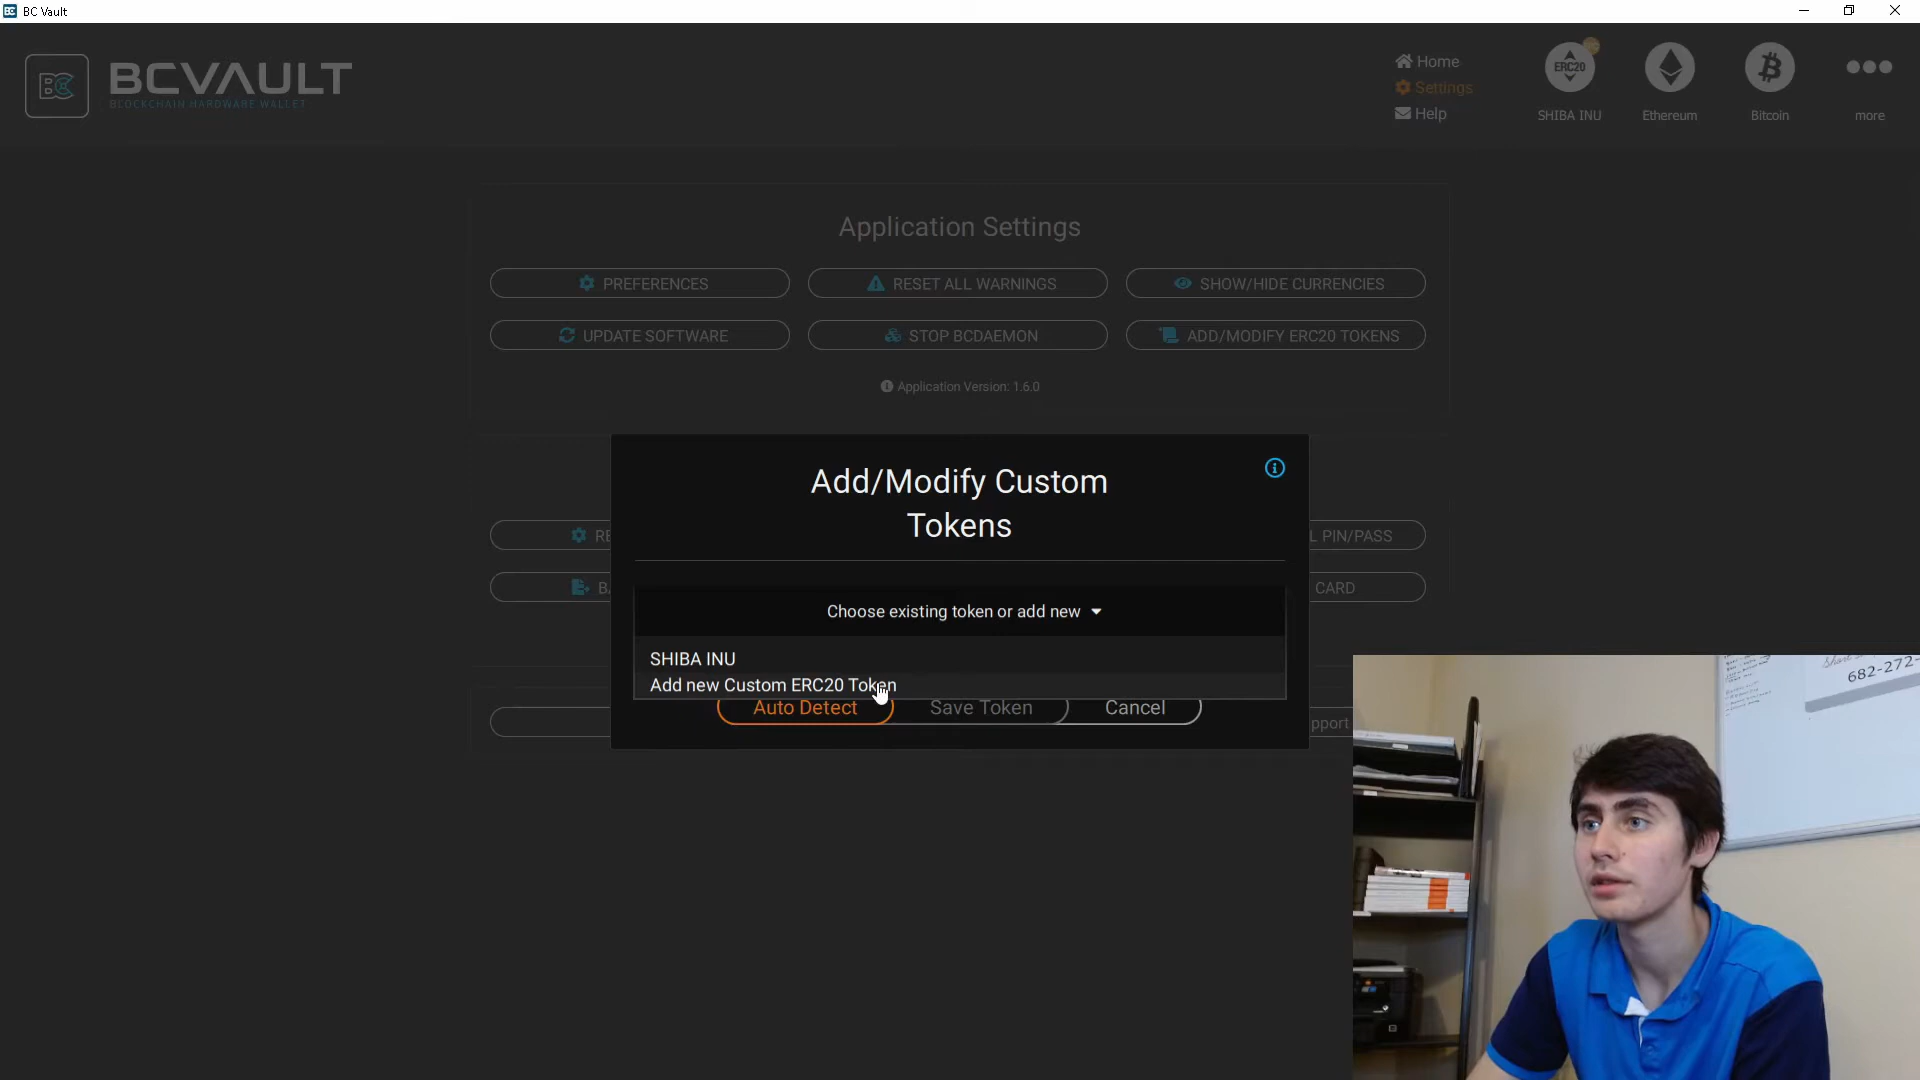 BC Vault
BC
BCVAULT
BLOCKCHAIN HARDWARE WALLET
Home
Settings
Help
ERC20
SHIBA INU
Ethereum
Bitcoin
more
Application Settings
PREFERENCES
RESET ALL WARNINGS
SHOW/HIDE CURRENCIES
UPDATE SOFTWARE
STOP BCDAEMON
ADD/MODIFY ERC20 TOKENS
Application Version: 1.6.0
Add/Modify Custom
Tokens
RE
L PIN/PASS
BA
CARD
Choose existing token or add new
SHIBA INU
Add new Custom ERC20 Token
Auto Detect
Save Token
Cancel
pport
682-272-